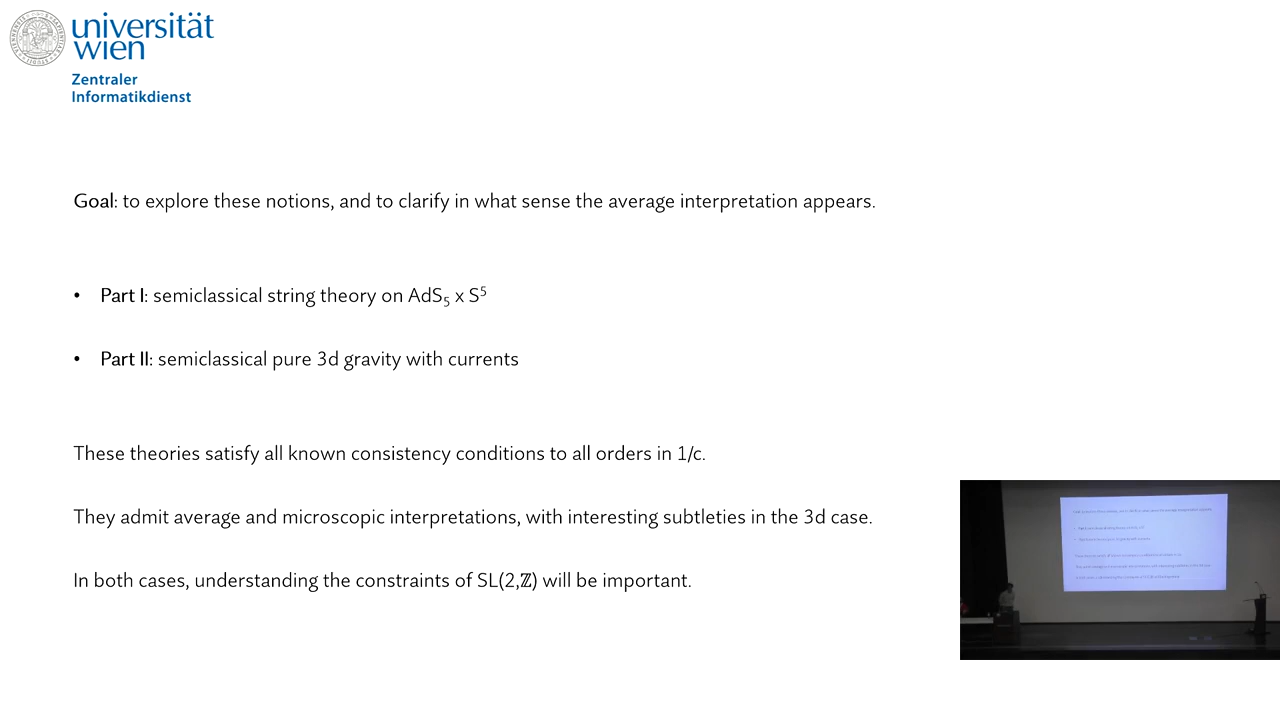 universität
wien
Zentraler
Informatikdienst
Goal: to explore these notions, and to clarify in what sense the average interpretation appears.
• Part I: semiclassical string theory on AdS₅ x S⁵
• Part II: semiclassical pure 3d gravity with currents
These theories satisfy all known consistency conditions to all orders in 1/c.
They admit average and microscopic interpretations, with interesting subtleties in the 3d case.
In both cases, understanding the constraints of SL(2,ℤ) will be important.